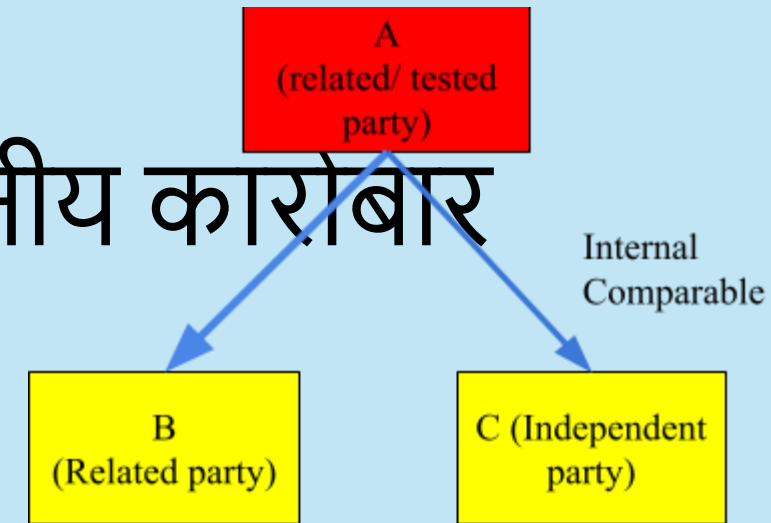 A
(related/ tested
party)
कारोबार
Internal
Comparable
B
(Related party)
C (Independent
party)